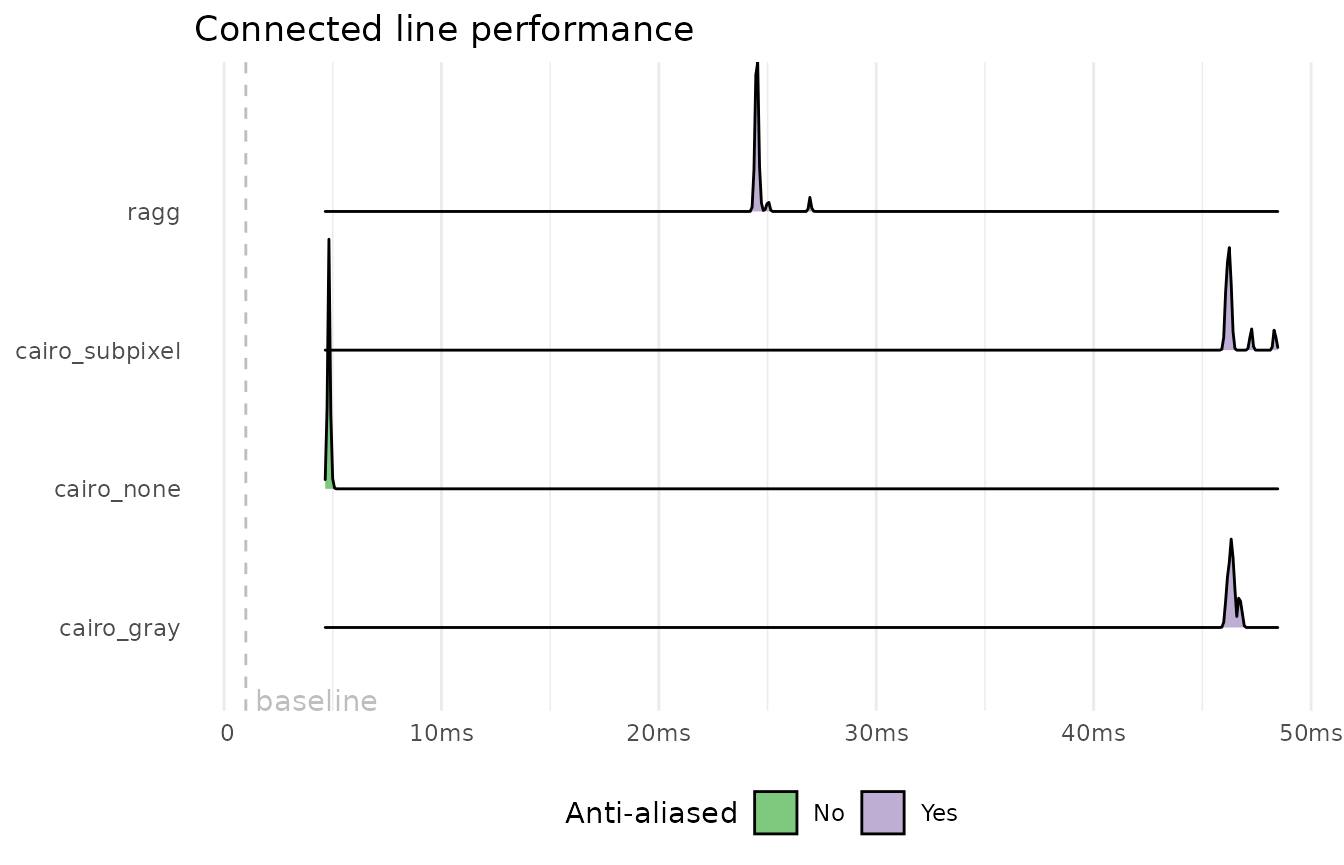 Connected line performance
ragg
cairo_subpixel
cairo_none
cairo_gray
baseline
0 10ms 20ms 30ms 40ms 50ms
Anti-aliased No Yes